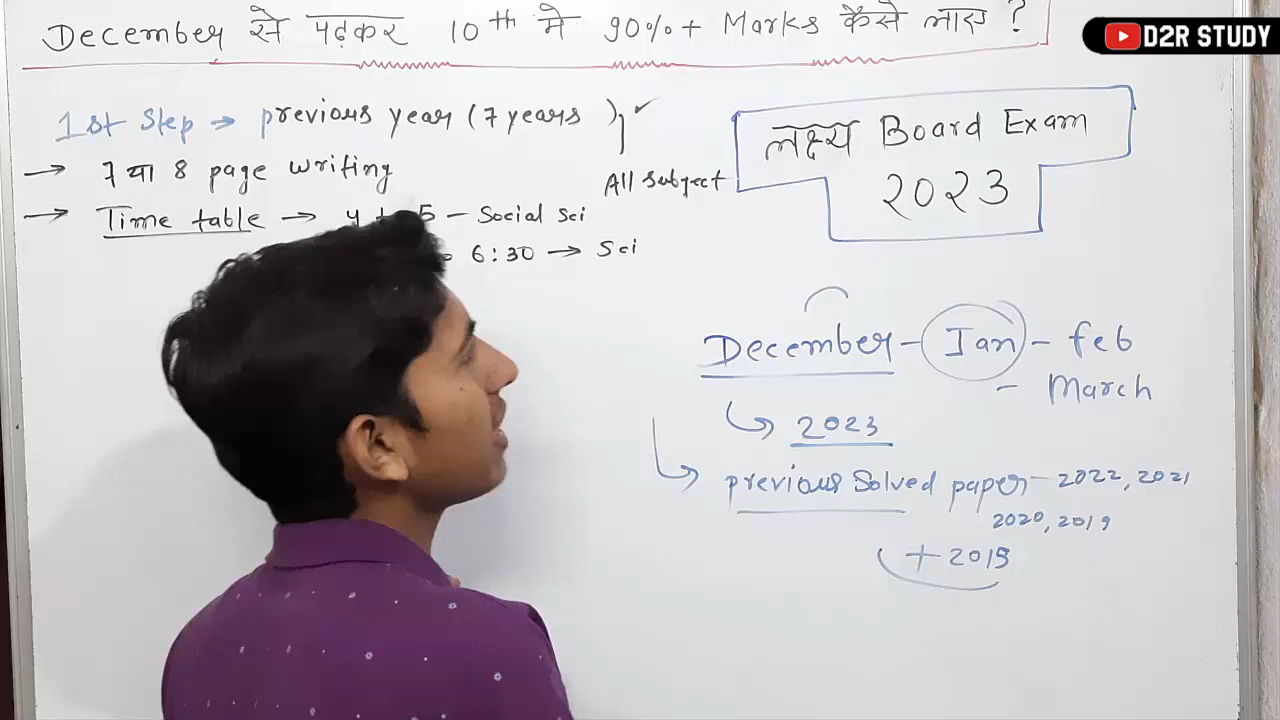 December से पढ़कर 10th मे 90%+ Marks कैसे लाए ?
D2R STUDY
1st Step → previous year (7 years )
→ 7 या 8 page writing
All Subject
→ Time table → 4 5 - Social Sci
6:30 → Sci
लक्ष्य Board Exam
2023
December - Jan - feb
- March
2023
previous Solved paper - 2022, 2021
2020, 2019
+ 2018